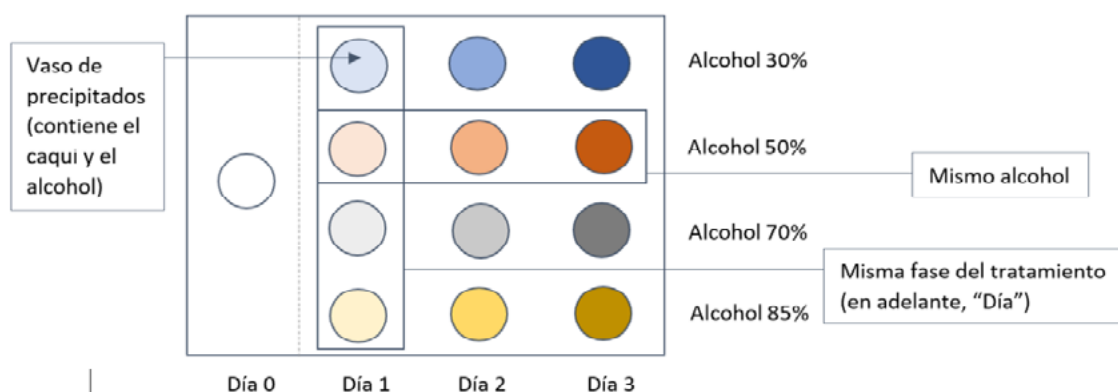 Vaso de
precipitados
(contiene el
caqui y el
alcohol)
Alcohol 30%
Alcohol 50%
Mismo alcohol
Alcohol 70%
Misma fase del tratamiento
(en adelante, “Día”)
Alcohol 85%
Día 0 Día 1 Día 2 Día 3